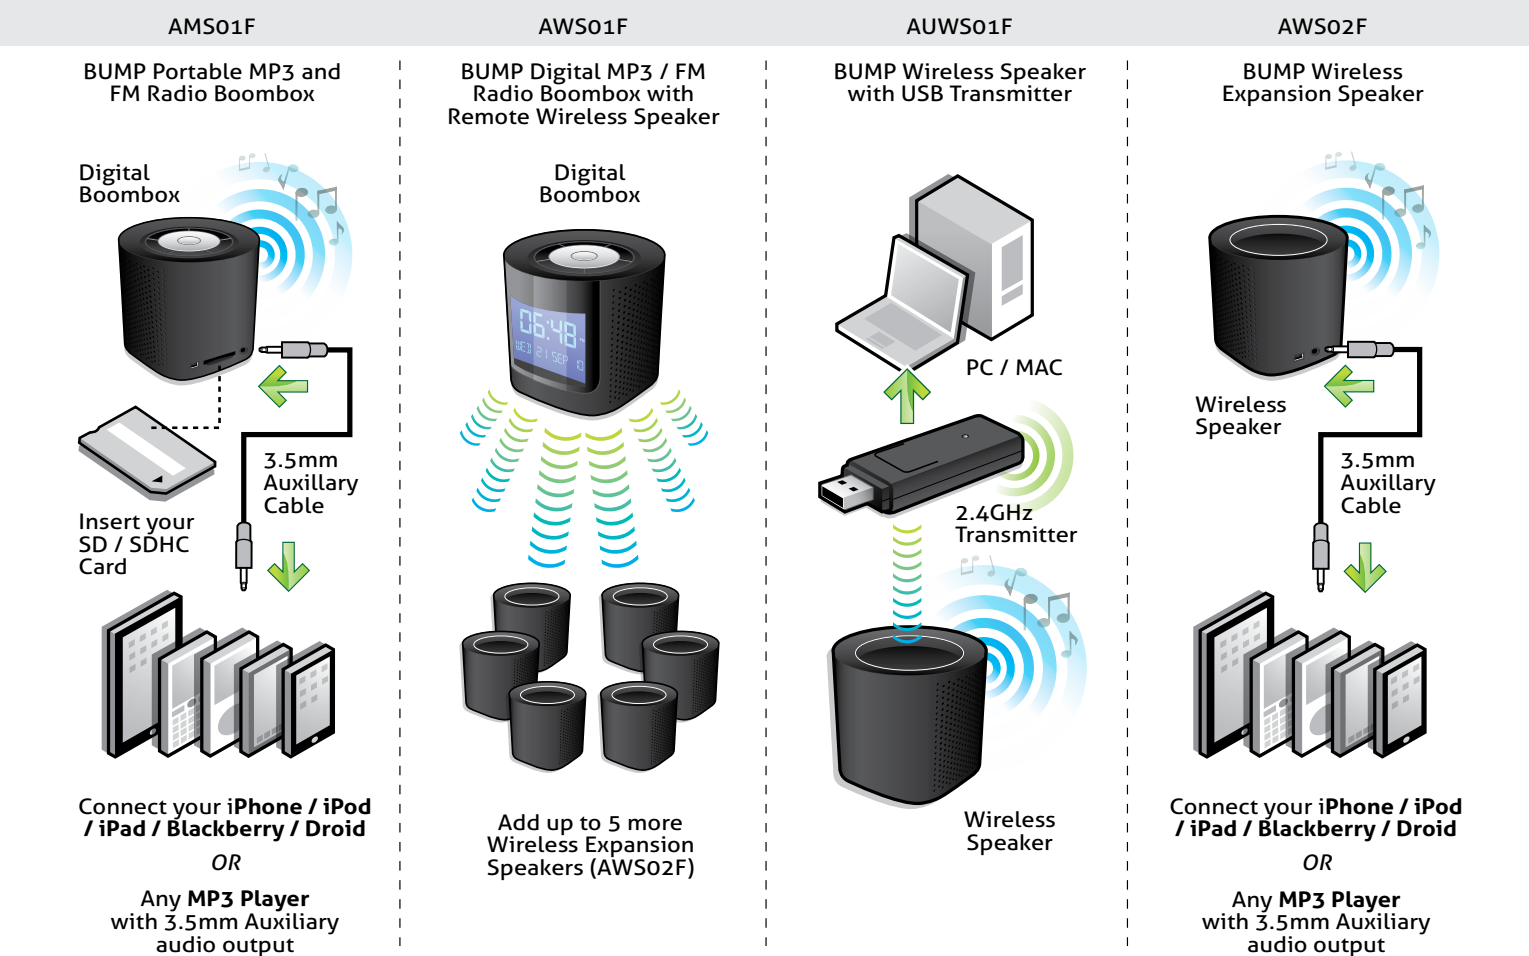 AMS01F
BUMP Portable MP3 and
FM Radio Boombox
Digital
Boombox
3.5mm
Auxillary
Cable
Insert your
SD / SDHC
Card
Connect your iPhone / iPod
/ iPad / Blackberry / Droid
OR
Any MP3 Player
with 3.5mm Auxiliary
audio output
AWS01F
BUMP Digital MP3 / FM
Radio Boombox with
Remote Wireless Speaker
Digital
Boombox
06:48
WED 21 SEP
Add up to 5 more
Wireless Expansion
Speakers (AWS02F)
AUWS01F
BUMP Wireless Speaker
with USB Transmitter
PC / MAC
2.4GHz
Transmitter
Wireless
Speaker
AWS02F
BUMP Wireless
Expansion Speaker
Wireless
Speaker
3.5mm
Auxillary
Cable
Connect your iPhone / iPod
/ iPad / Blackberry / Droid
OR
Any MP3 Player
with 3.5mm Auxiliary
audio output